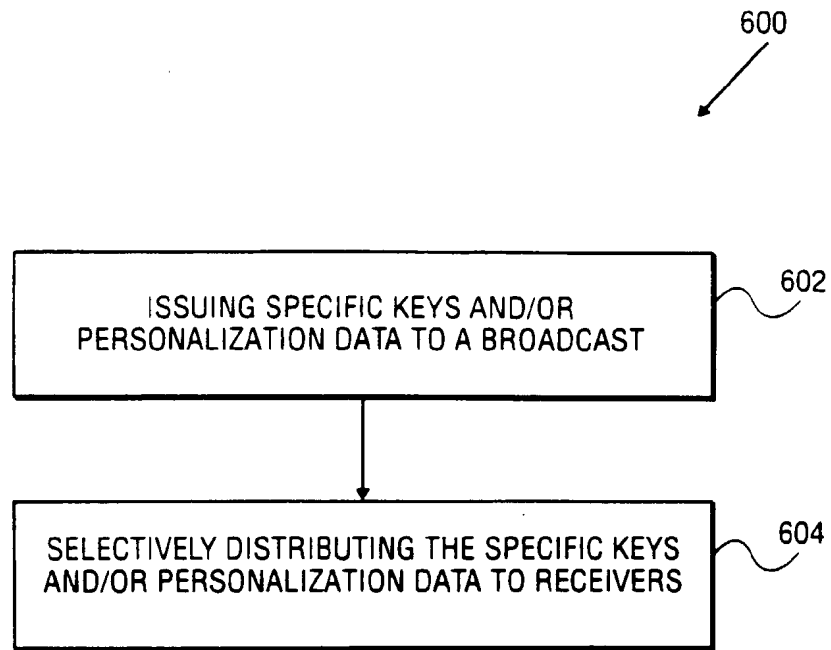 600
ISSUING SPECIFIC KEYS AND/OR
PERSONALIZATION DATA TO A BROADCAST
602
SELECTIVELY DISTRIBUTING THE SPECIFIC KEYS
AND/OR PERSONALIZATION DATA TO RECEIVERS
604